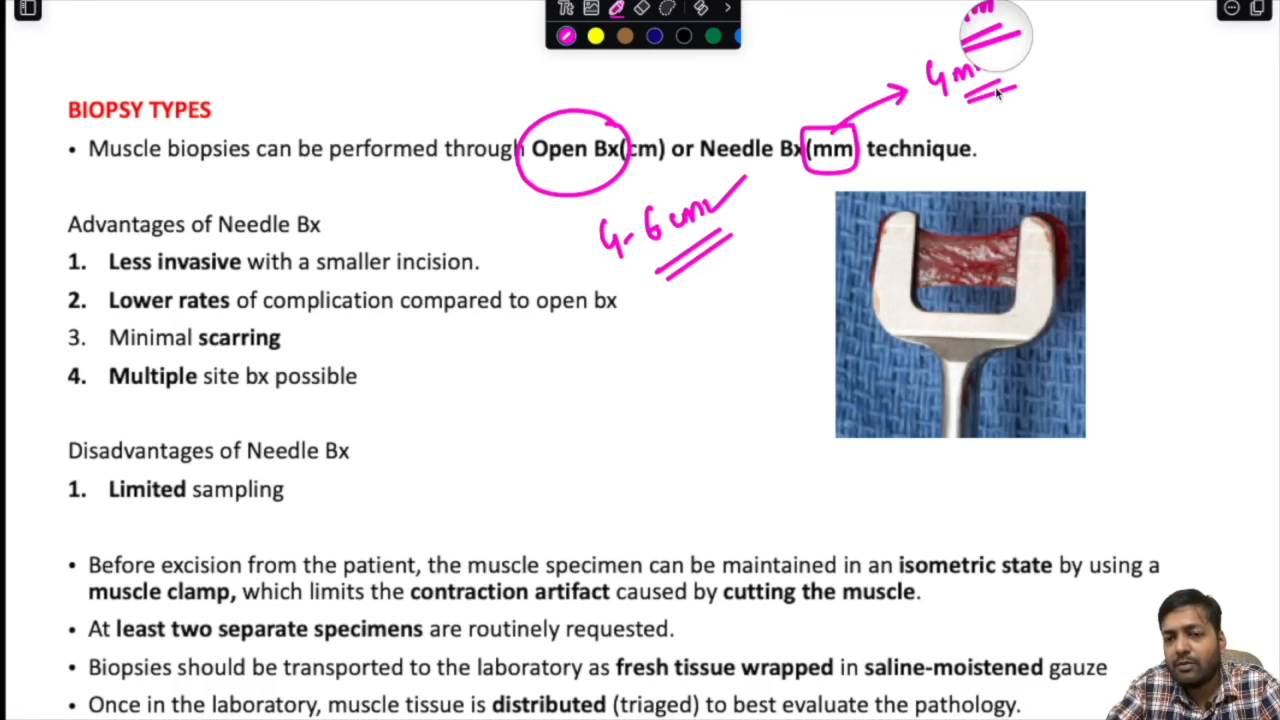 Tt
4 mm
BIOPSY TYPES
• Muscle biopsies can be performed through Open Bx(cm) or Needle Bx(mm) technique.
4-6 cm
Advantages of Needle Bx
1. Less invasive with a smaller incision.
2. Lower rates of complication compared to open bx
3. Minimal scarring
4. Multiple site bx possible
Disadvantages of Needle Bx
1. Limited sampling
• Before excision from the patient, the muscle specimen can be maintained in an isometric state by using a
muscle clamp, which limits the contraction artifact caused by cutting the muscle.
• At least two separate specimens are routinely requested.
• Biopsies should be transported to the laboratory as fresh tissue wrapped in saline-moistened gauze
• Once in the laboratory, muscle tissue is distributed (triaged) to best evaluate the pathology.